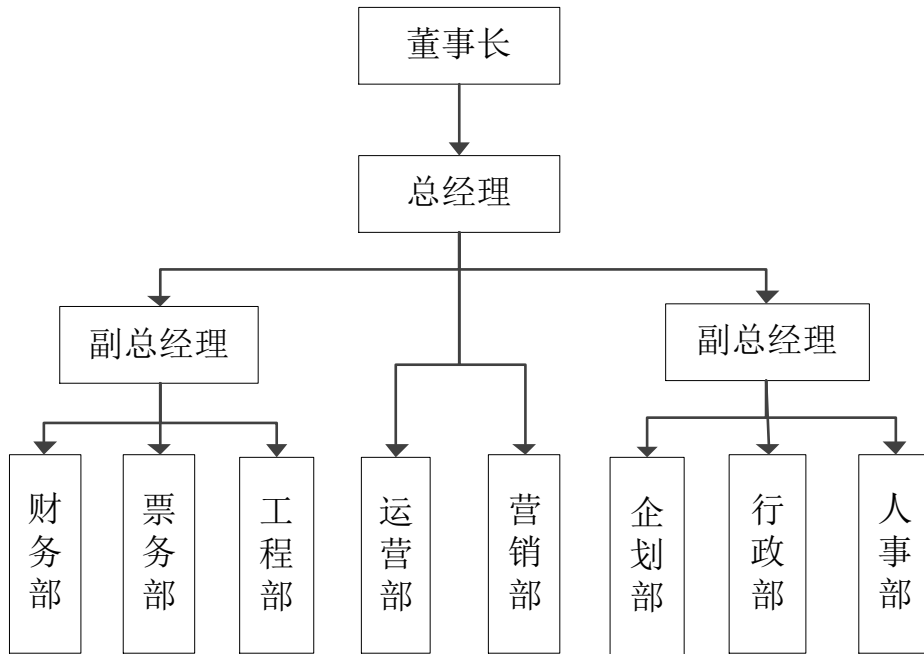 董事长
总经理
副总经理
副总经理
财务部
票务部
工程部
运营部
营销部
企划部
行政部
人事部